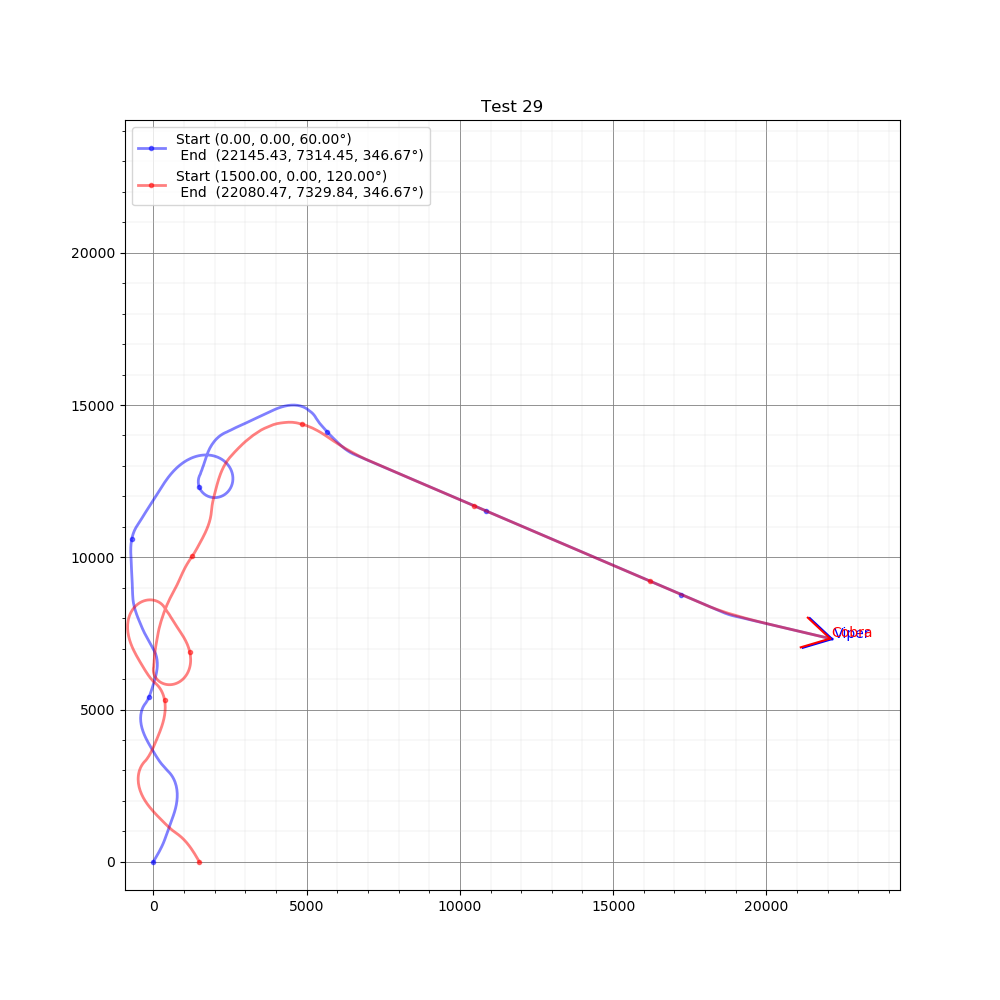 Test 29
Start (0.00, 0.00, 60.00°)
End (22145.43, 7314.45, 346.67°)
Start (1500.00, 0.00, 120.00°)
End (22080.47, 7329.84, 346.67°)
20000
15000
10000
5000
0
Cobra
Viper
0 5000 10000 15000 20000